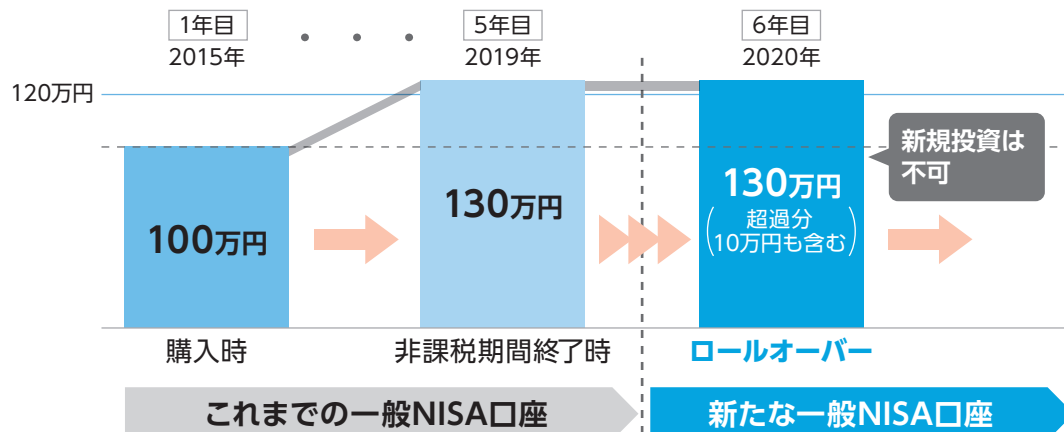 1年目
2015年
・・・
5年目
2019年
6年目
2020年
120万円
100万円
130万円
130万円
(超過分
10万円も含む)
新規投資は
不可
購入時
非課税期間終了時
ロールオーバー
これまでの一般NISA口座
新たな一般NISA口座